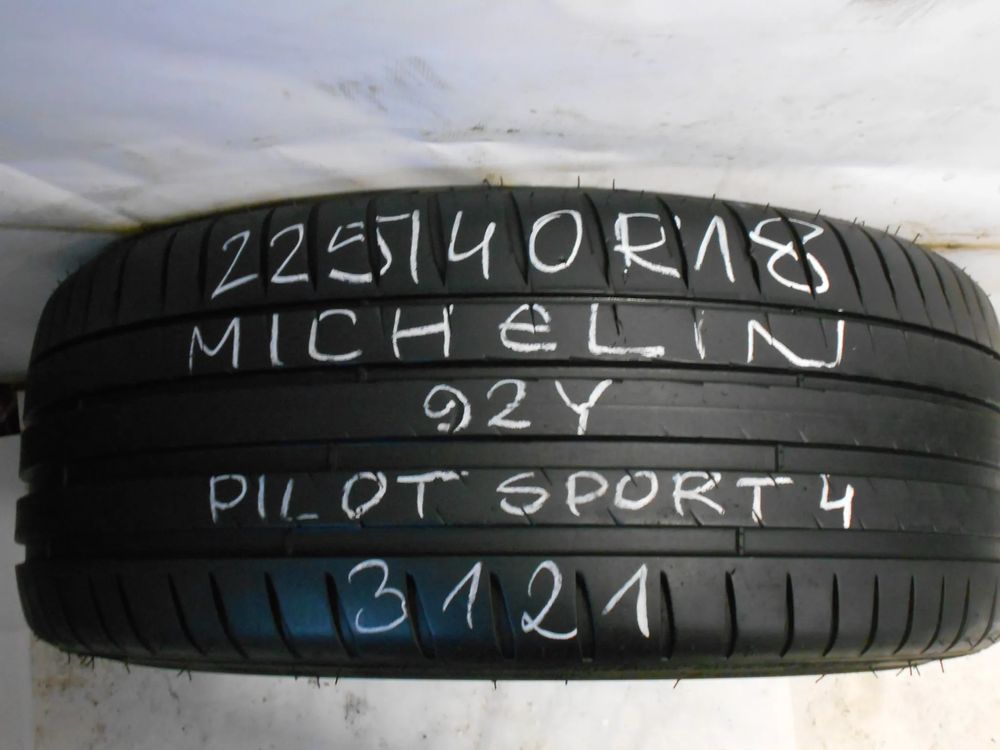 225/40R18
MICHELIN
92Y
PILOT SPORT 4
3121